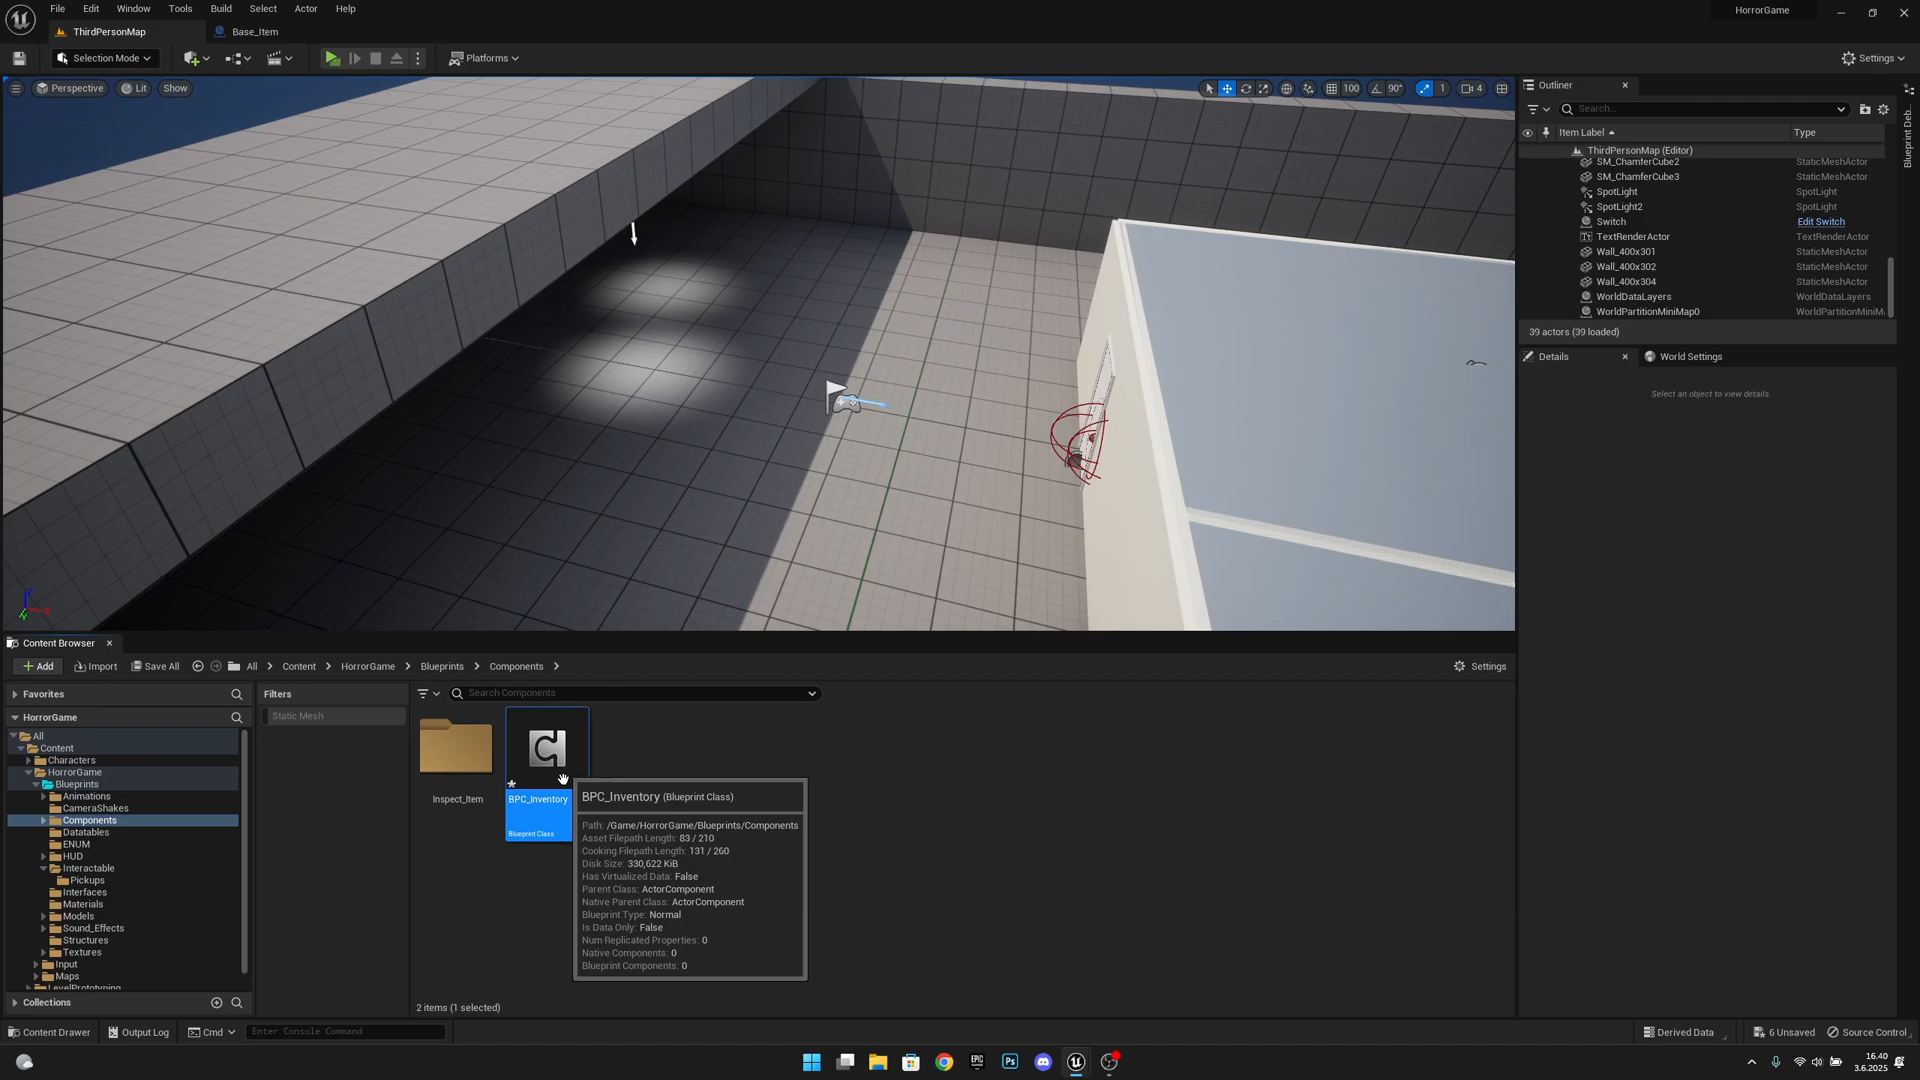 File Edit Window Tools Build Select Actor Help
HorrorGame
ThirdPersonMap
Base_Item
Selection Mode
Platforms
Settings
Perspective
Lit
Show
100
90°
1
4
Outliner
Search...
Item Label
Type
ThirdPersonMap (Editor)
SM_ChamferCube2 StaticMeshActor
SM_ChamferCube3 StaticMeshActor
SpotLight SpotLight
SpotLight2 SpotLight
Switch Edit Switch
TextRenderActor TextRenderActor
Wall_400x301 StaticMeshActor
Wall_400x302 StaticMeshActor
Wall_400x304 StaticMeshActor
WorldDataLayers WorldDataLayers
WorldPartitionMiniMap0 WorldPartitionMiniM
39 actors (39 loaded)
Blueprint Deb
Details
World Settings
Select an object to view details.
Content Browser
Add
Import
Save All
All > Content > HorrorGame > Blueprints > Components >
Settings
Favorites
HorrorGame
All
Content
Characters
HorrorGame
Blueprints
Animations
CameraShakes
Components
Datatables
ENUM
HUD
Interactable
Pickups
Interfaces
Materials
Models
Sound_Effects
Structures
Textures
Input
Maps
LevelPrototyping
Collections
Filters
Static Mesh
Search Components
Inspect_Item
BPC_Inventory
Blueprint Class
BPC_Inventory (Blueprint Class)
Path: /Game/HorrorGame/Blueprints/Components
Asset Filepath Length: 83 / 210
Cooking Filepath Length: 131 / 260
Disk Size: 330,622 KiB
Has Virtualized Data: False
Parent Class: ActorComponent
Native Parent Class: ActorComponent
Blueprint Type: Normal
Is Data Only: False
Num Replicated Properties: 0
Native Components: 0
Blueprint Components: 0
2 items (1 selected)
Content Drawer
Output Log
Cmd
Enter Console Command
Derived Data
6 Unsaved
Source Control
16.40
3.6.2025